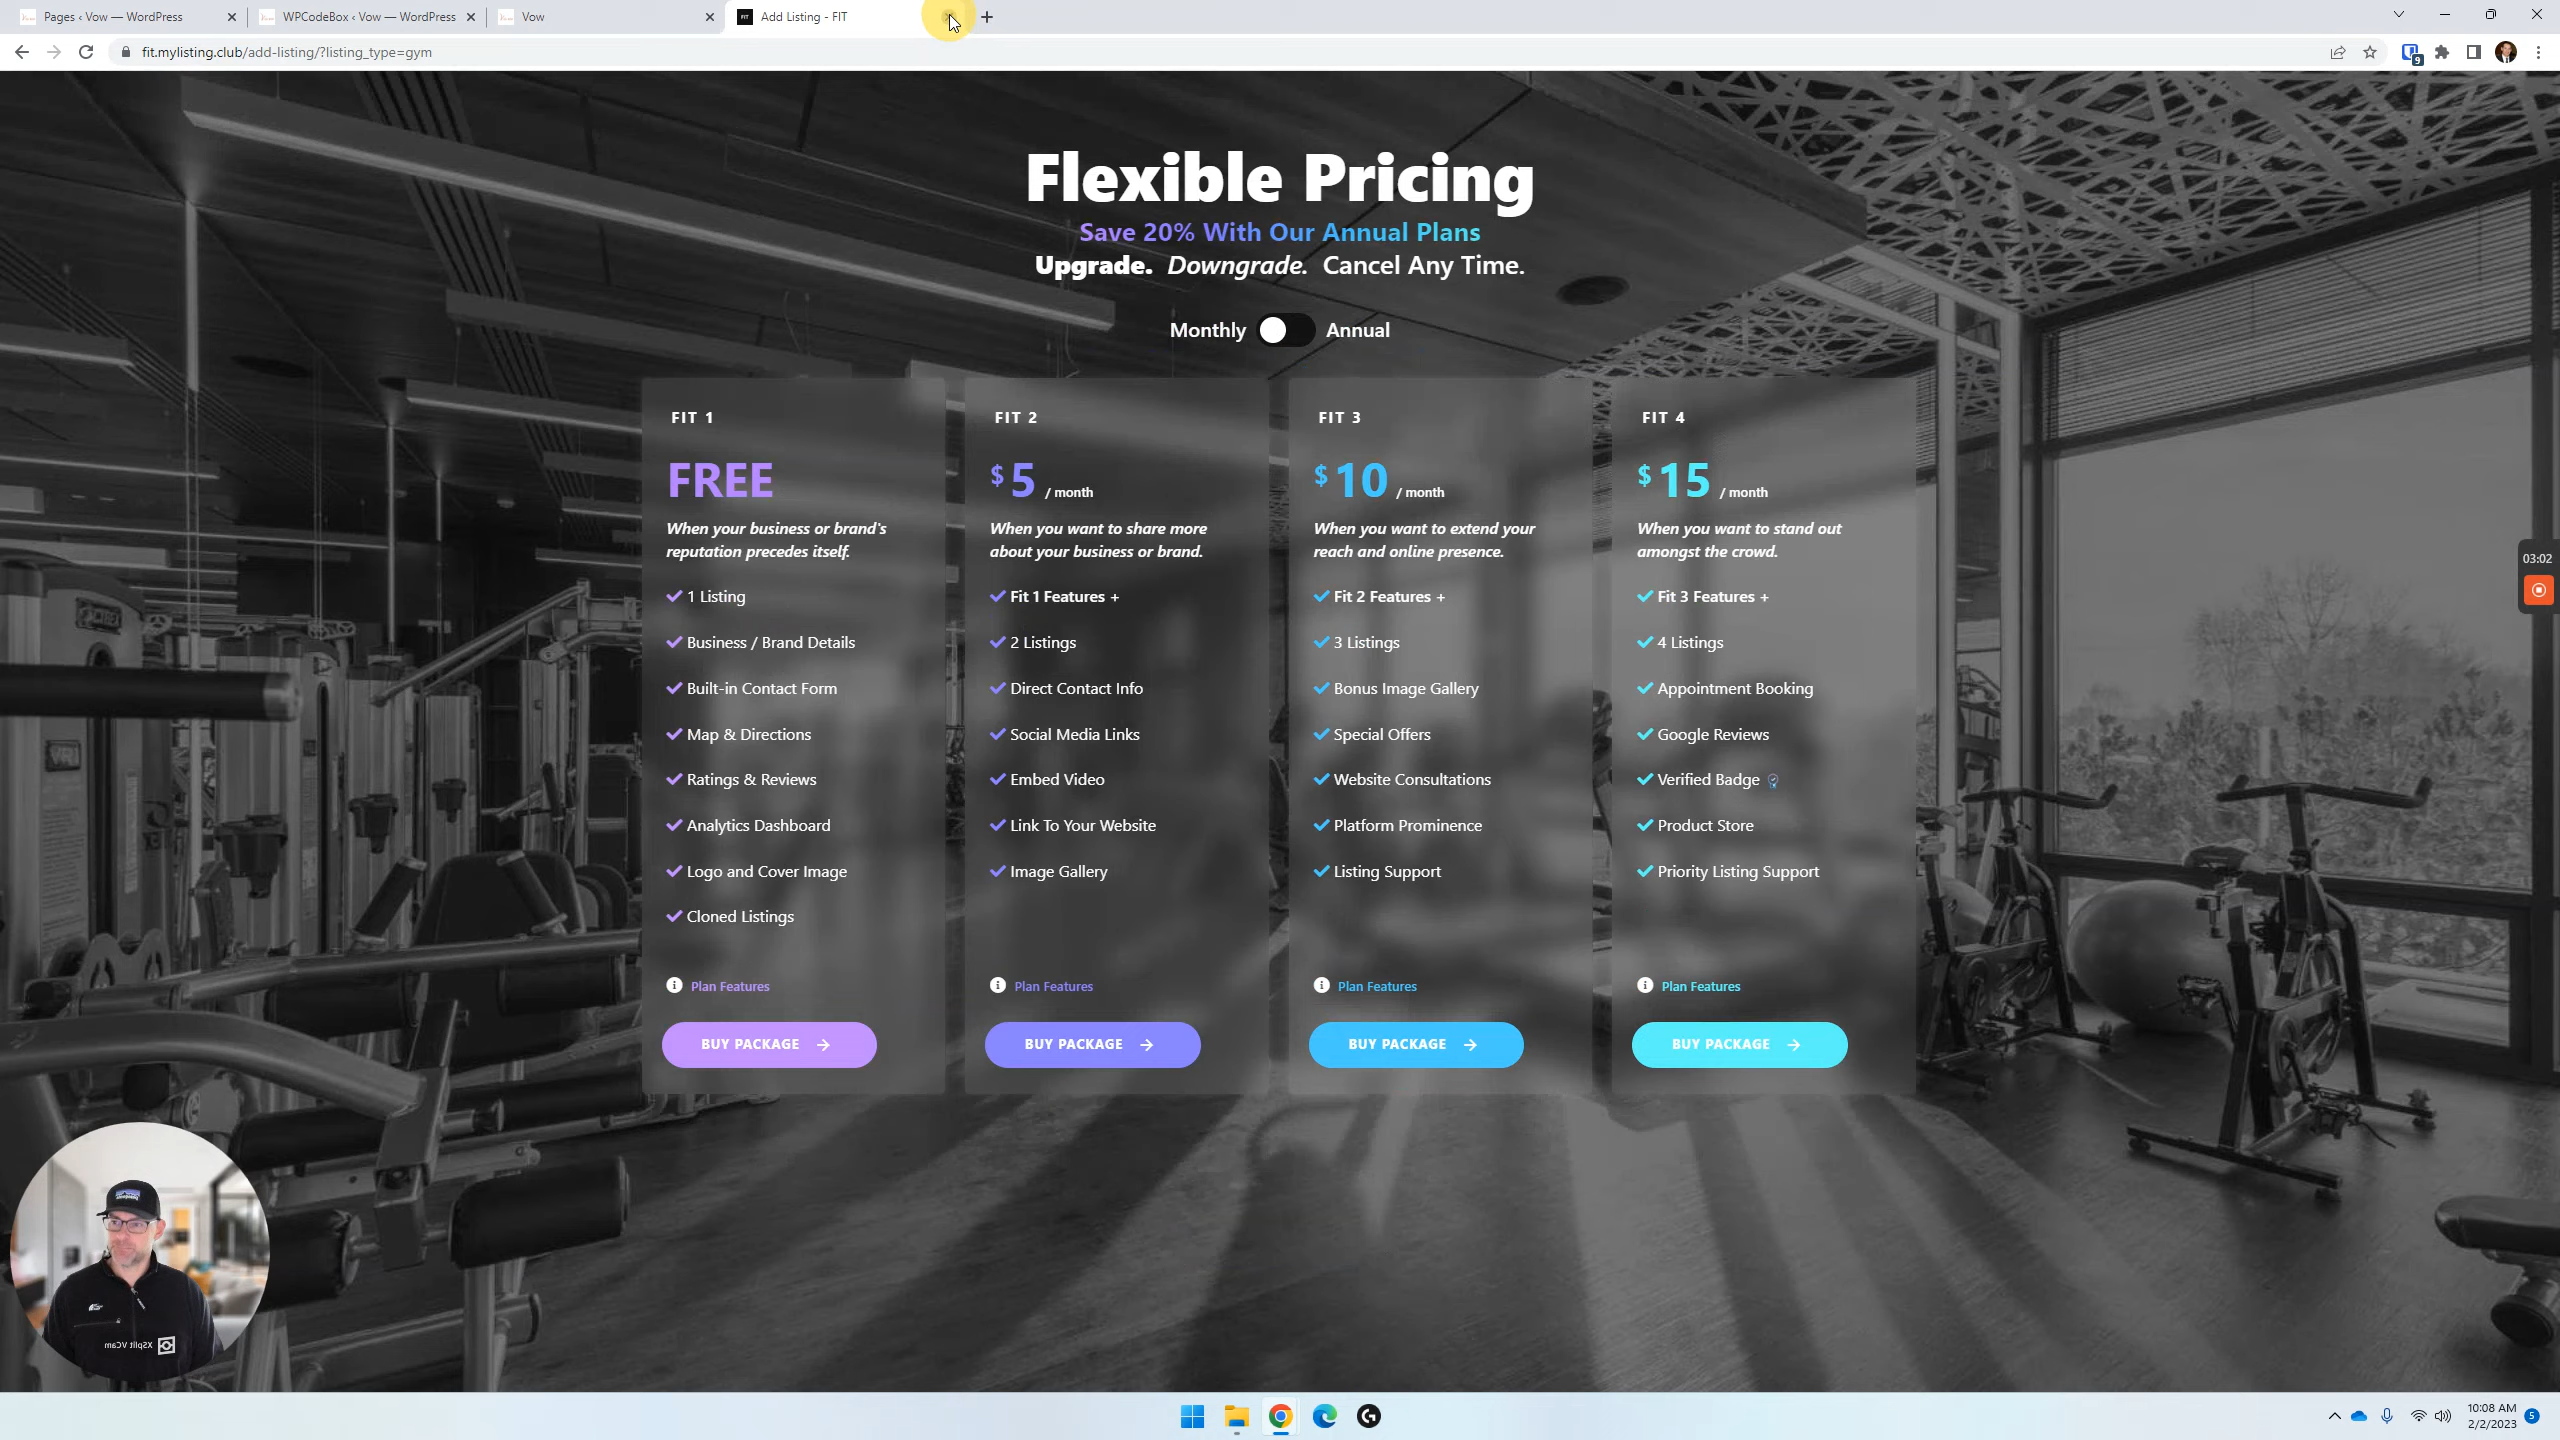 Pages ‹ Vow — WordPress
WPCodeBox ‹ Vow — WordPress
Vow
FIT
Add Listing - FIT
fit.mylisting.club/add-listing/?listing_type=gym
9
Flexible Pricing
Save 20% With Our Annual Plans
Upgrade. Downgrade. Cancel Any Time.
Monthly Annual
FIT 1
FREE
When your business or brand's
reputation precedes itself.
1 Listing
Business / Brand Details
Built-in Contact Form
Map & Directions
Ratings & Reviews
Analytics Dashboard
Logo and Cover Image
Cloned Listings
Plan Features
BUY PACKAGE
FIT 2
$ 5 / month
When you want to share more
about your business or brand.
Fit 1 Features +
2 Listings
Direct Contact Info
Social Media Links
Embed Video
Link To Your Website
Image Gallery
Plan Features
BUY PACKAGE
FIT 3
$ 10 / month
When you want to extend your
reach and online presence.
Fit 2 Features +
3 Listings
Bonus Image Gallery
Special Offers
Website Consultations
Platform Prominence
Listing Support
Plan Features
BUY PACKAGE
FIT 4
$ 15 / month
When you want to stand out
amongst the crowd.
Fit 3 Features +
4 Listings
Appointment Booking
Google Reviews
Verified Badge
Product Store
Priority Listing Support
Plan Features
BUY PACKAGE
03:02
XSplit VCam
10:08 AM
2/2/2023
5